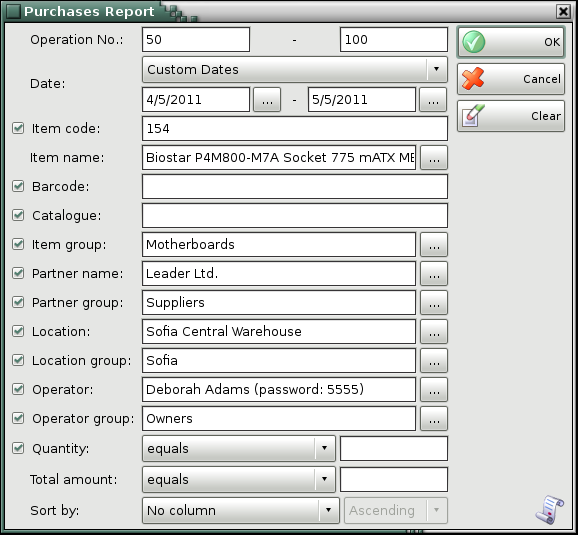 Purchases Report
Operation No.: 50 - 100 OK
Date: Custom Dates Cancel
4/5/2011 ... - 5/5/2011 ...
Item code: 154 Clear
Item name: Biostar P4M800-M7A Socket 775 mATX ...
Barcode:
Catalogue:
Item group: Motherboards ...
Partner name: Leader Ltd. ...
Partner group: Suppliers ...
Location: Sofia Central Warehouse ...
Location group: Sofia ...
Operator: Deborah Adams (password: 5555) ...
Operator group: Owners ...
Quantity: equals
Total amount: equals
Sort by: No column Ascending